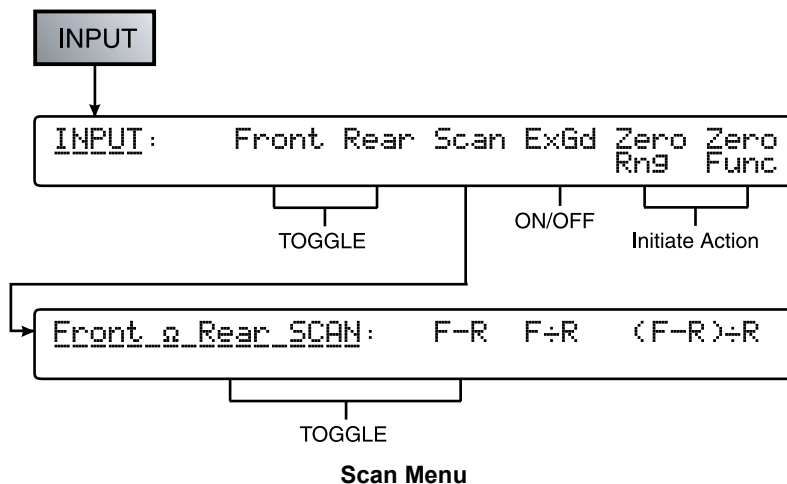 INPUT
INPUT: Front Rear Scan ExGd Zero Zero
Rng Func
TOGGLE
ON/OFF
Initiate Action
Front Ω Rear SCAN: F-R F÷R (F-R)÷R
TOGGLE
Scan Menu